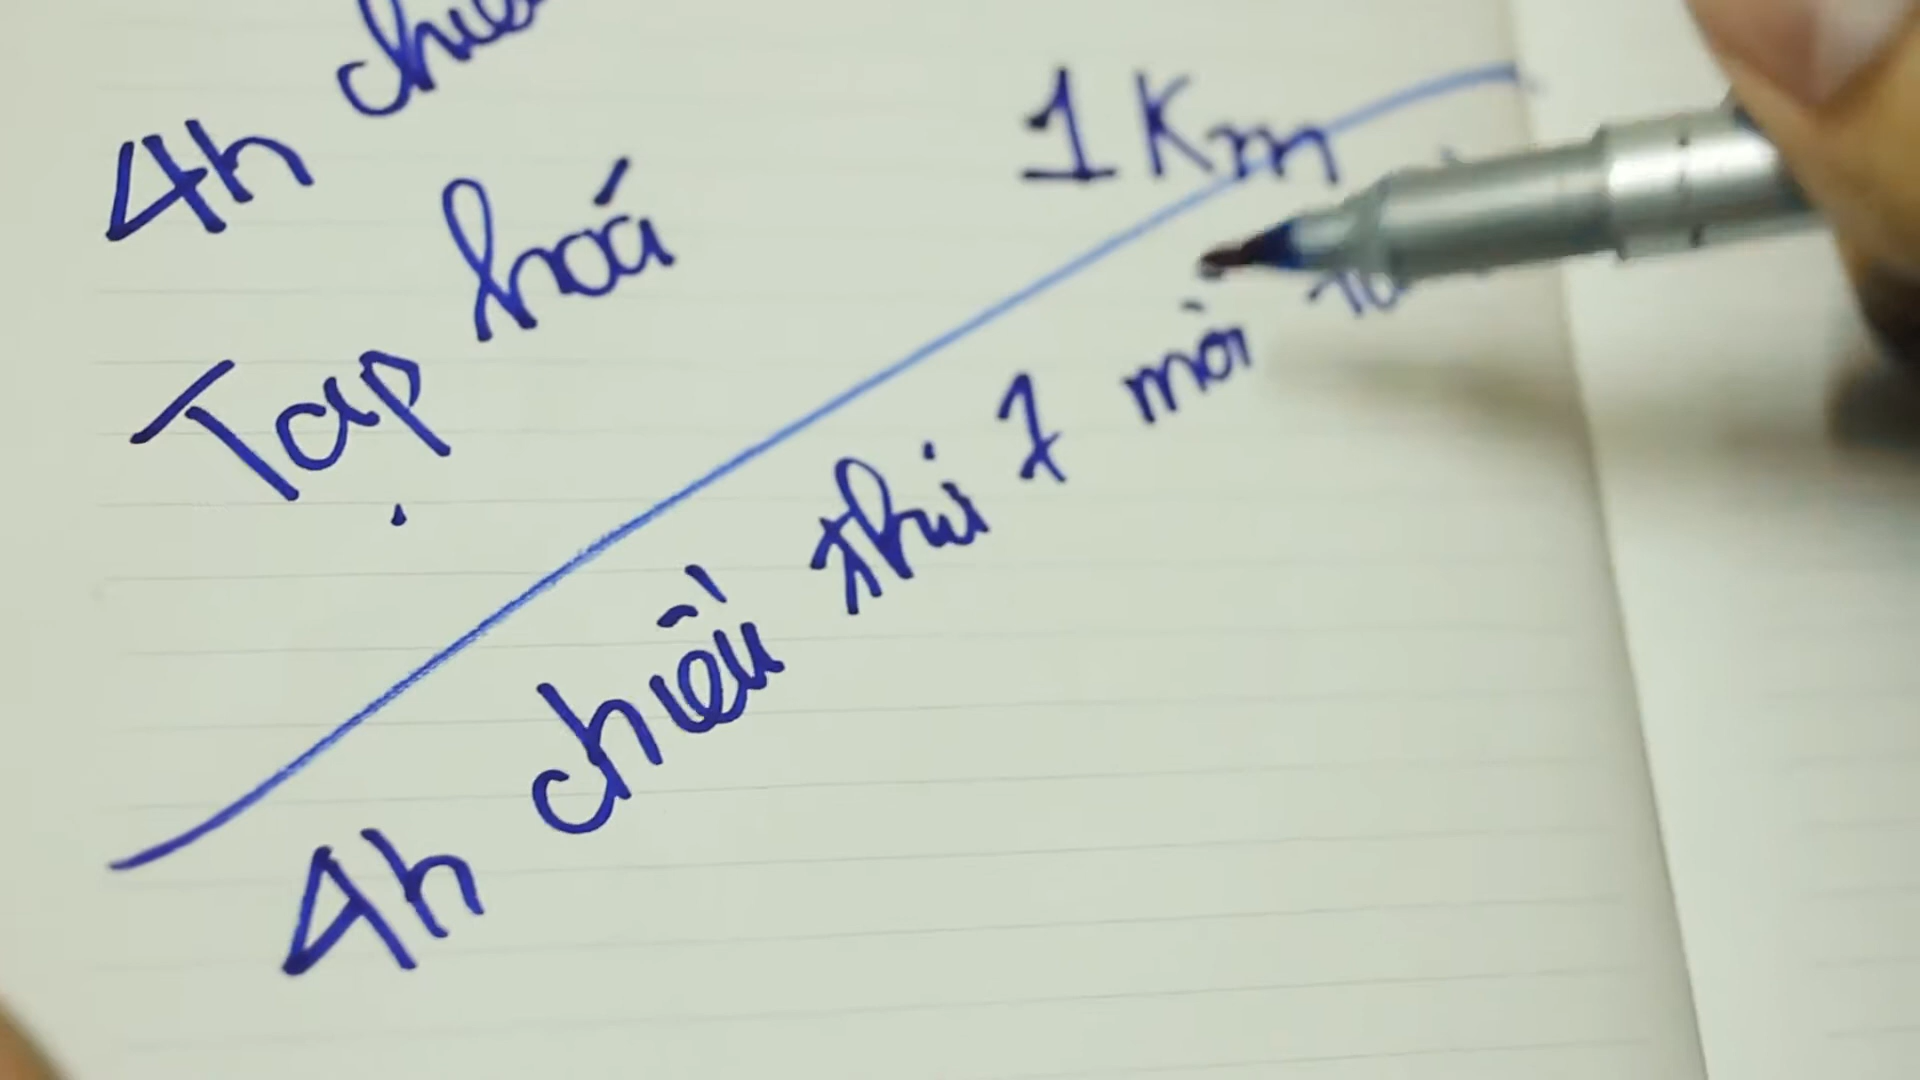 4h
Tạp hoá
1 Km
4h chiều thứ 7 mời